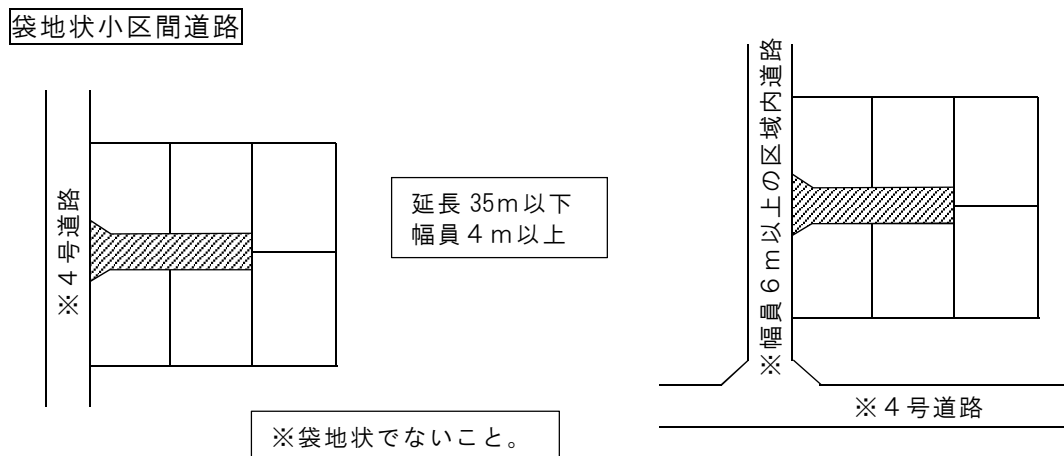 袋地状小区間道路
※４号道路
延長 35ｍ以下
幅員４ｍ以上
※袋地状でないこと。
※幅員６ｍ以上の区域内道路
※４号道路